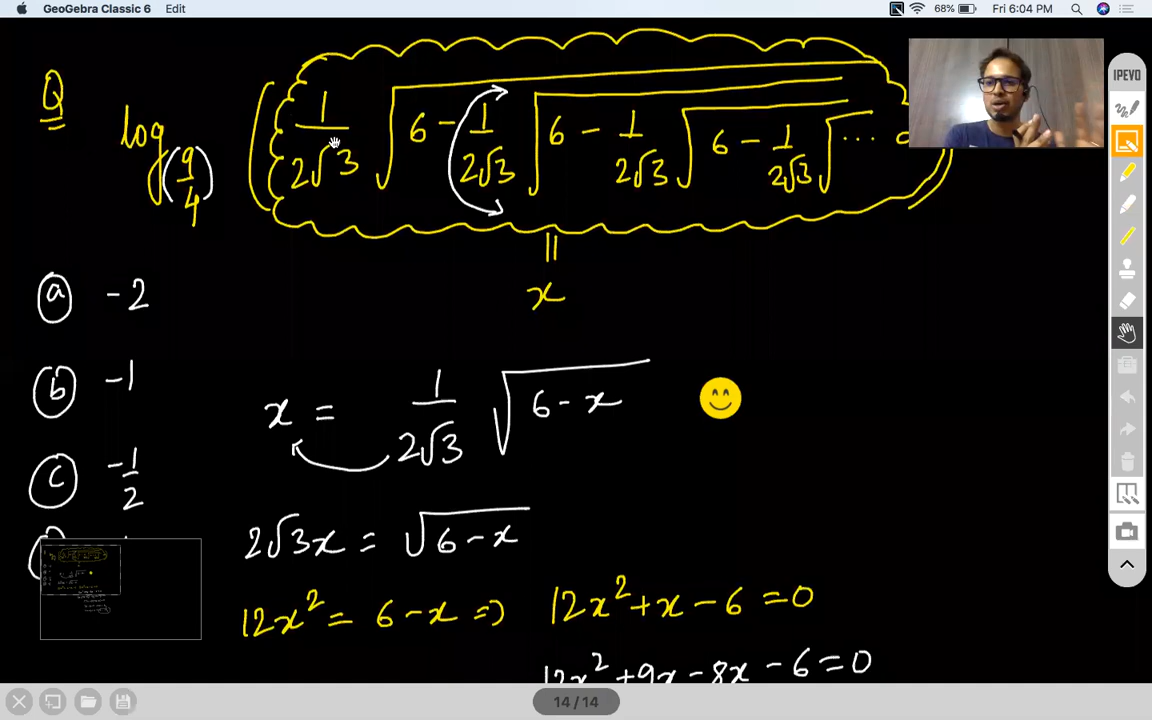 GeoGebra Classic 6 Edit 68% Fri 6:04 PM
IPEVO
Q log(9/4) (1/2√3 √6 - 1/2√3 √6 - 1/2√3 √6 - 1/2√3 √...
=
x
a -2
b -1
c -1/2
x = 1/2√3 √6-x
2√3x = √6-x
12x² = 6-x => 12x²+x-6=0
12x²+9x-8x-6=0
14 / 14